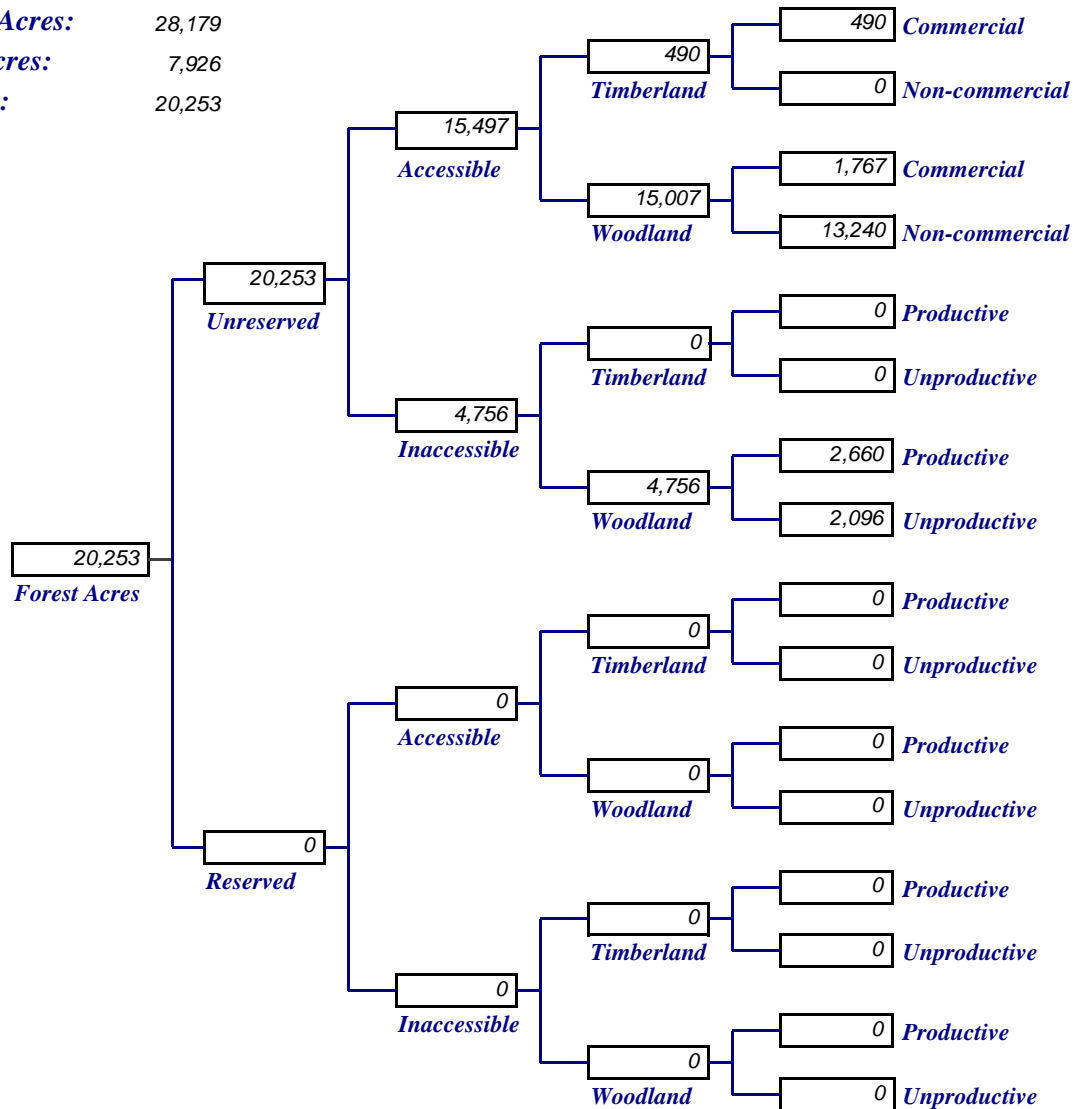 Acres: 28,179
cres: 7,926
: 20,253
490 Commercial
490
Timberland
0 Non-commercial
15,497
Accessible
1,767 Commercial
15,007
Woodland
13,240 Non-commercial
20,253
Unreserved
0 Productive
0
Timberland
0 Unproductive
4,756
Inaccessible
2,660 Productive
4,756
Woodland
2,096 Unproductive
20,253
Forest Acres
0 Productive
0
Timberland
0 Unproductive
0
Accessible
0 Productive
0
Woodland
0 Unproductive
0
Reserved
0 Productive
0
Timberland
0 Unproductive
0
Inaccessible
0 Productive
0
Woodland
0 Unproductive